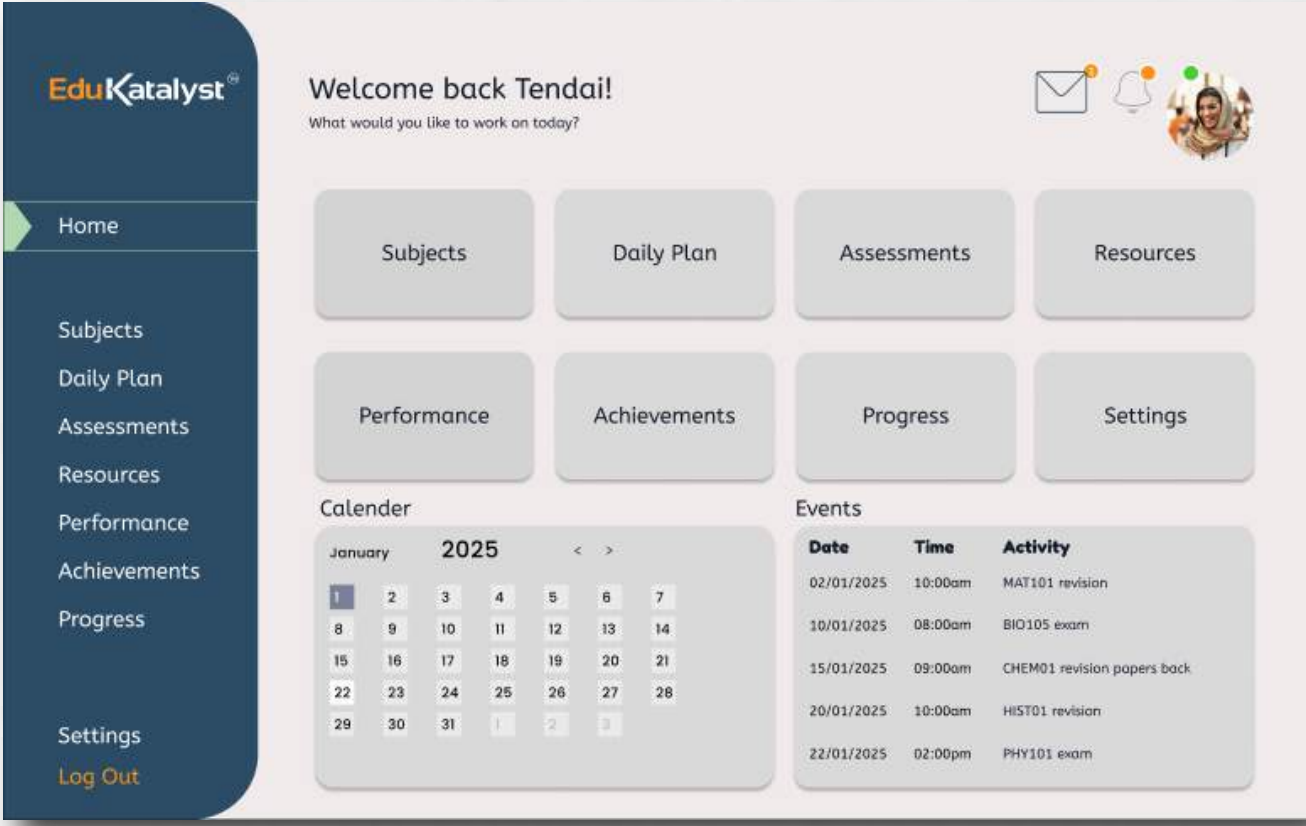 EduKatalyst
Home
Subjects
Daily Plan
Assessments
Resources
Performance
Achievements
Progress
Settings
Log Out
Welcome back Tendai!
What would you like to work on today?
Subjects
Daily Plan
Assessments
Resources
Performance
Achievements
Progress
Settings
Calender
January 2025 < >
1 2 3 4 5 6 7
8 9 10 11 12 13 14
15 16 17 18 19 20 21
22 23 24 25 26 27 28
29 30 31 1 2 3
Events
Date Time Activity
02/01/2025 10:00am MAT101 revision
10/01/2025 08:00am BIO105 exam
15/01/2025 09:00am CHEM01 revision papers back
20/01/2025 10:00am HIST01 revision
22/01/2025 02:00pm PHY101 exam